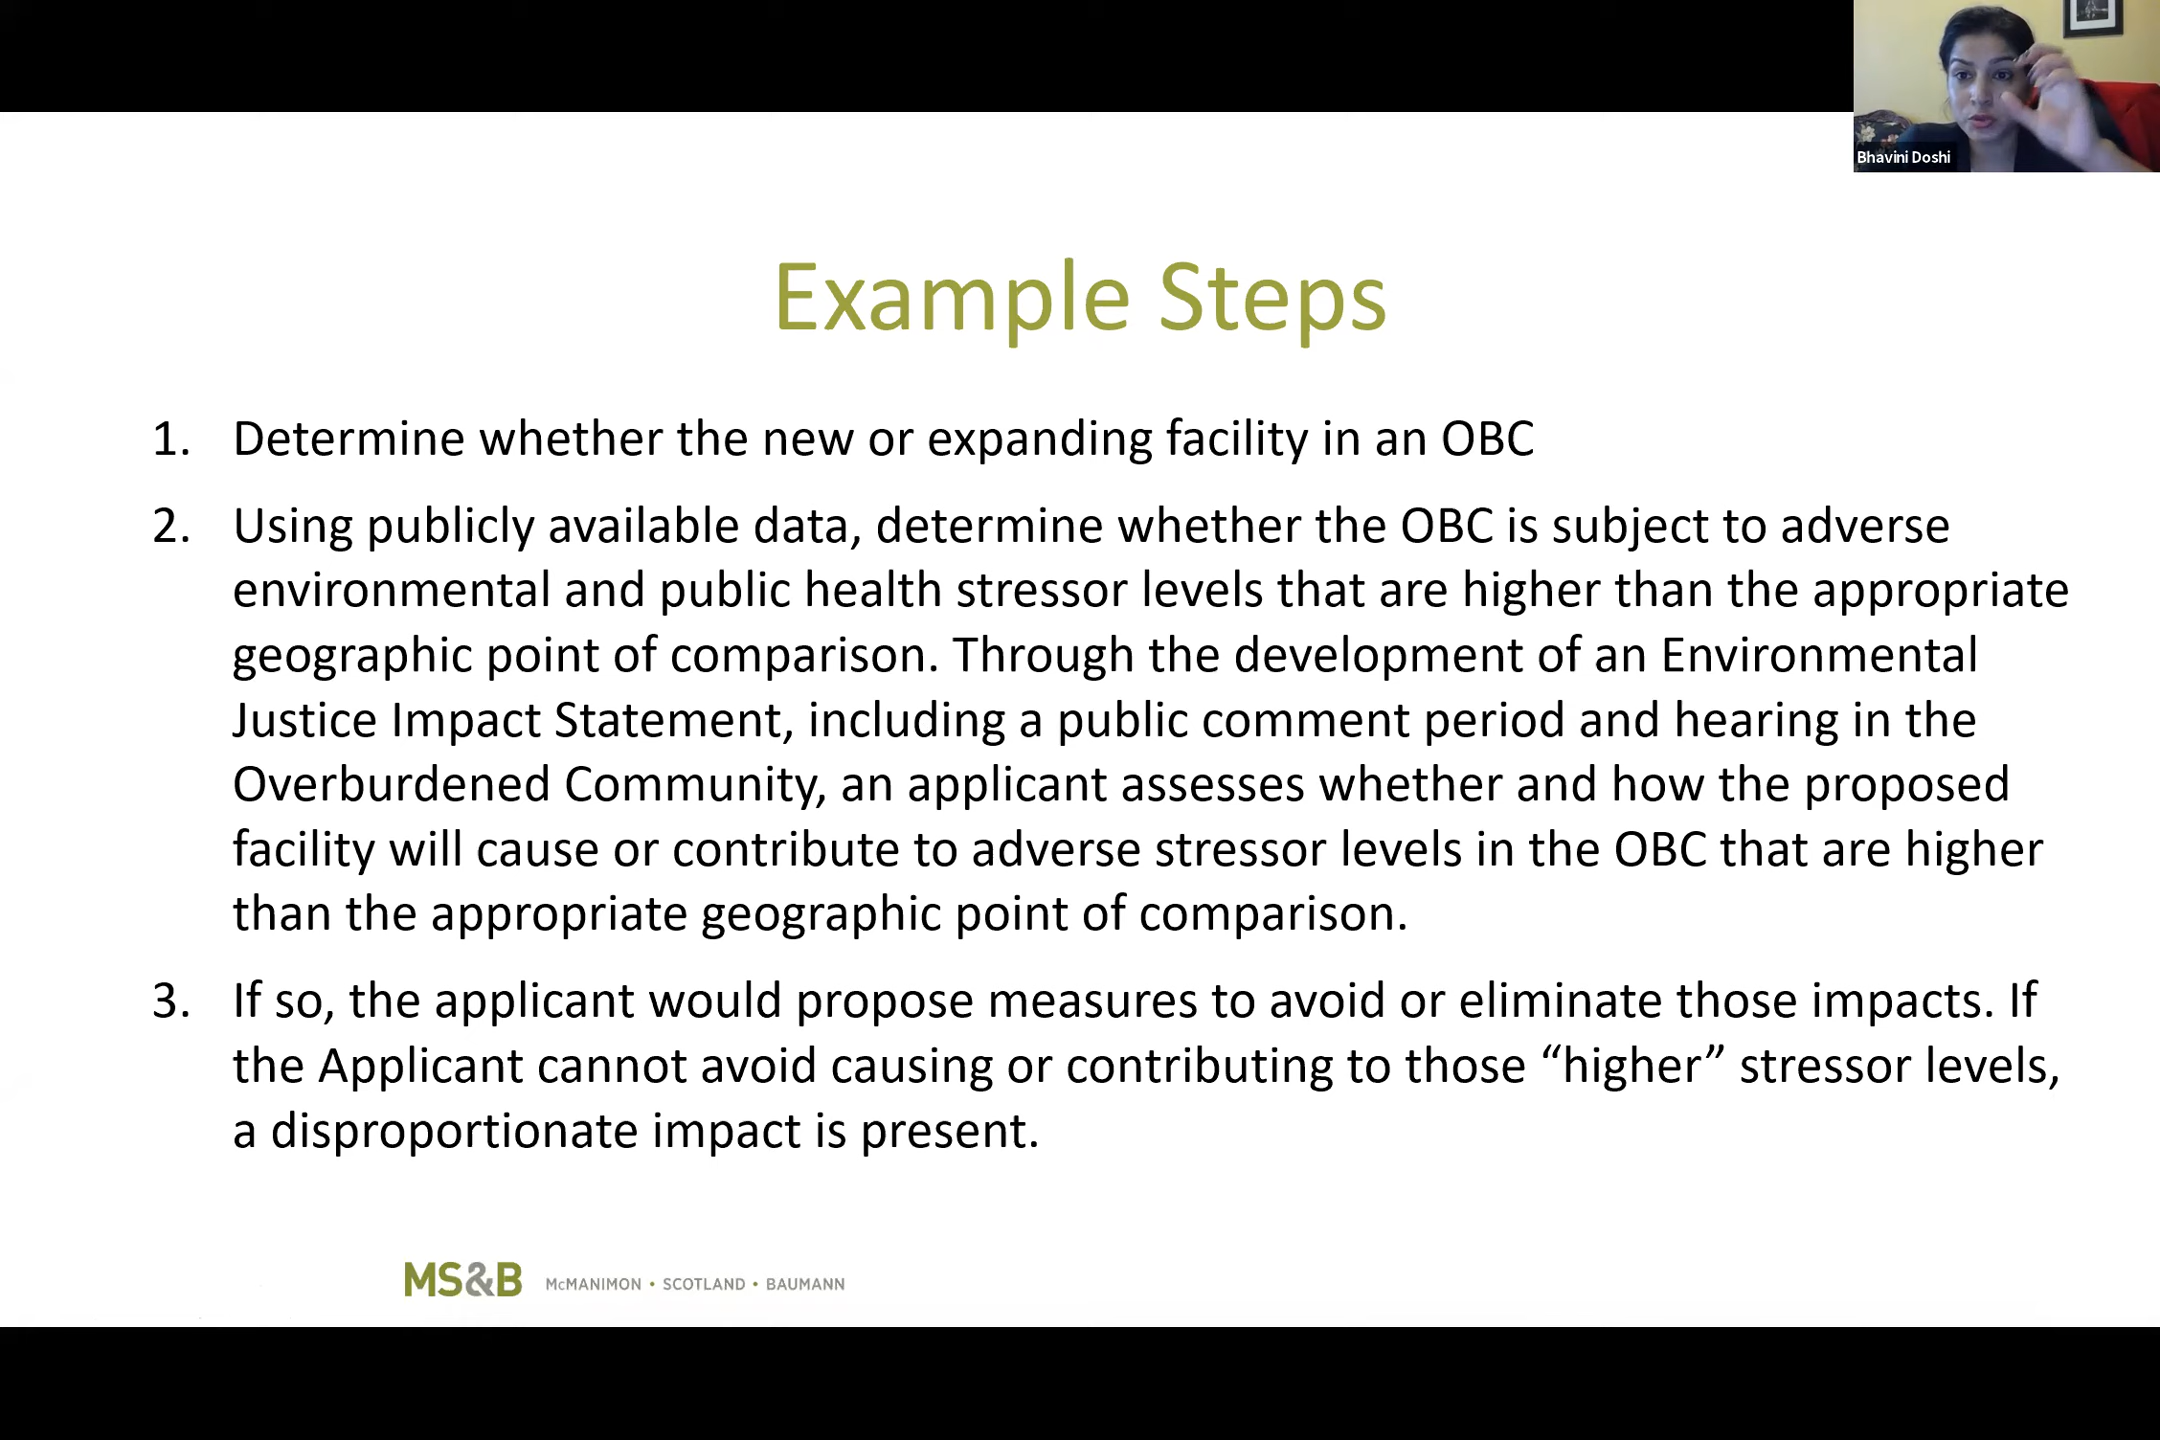 Bhavini Doshi
Example Steps
1. Determine whether the new or expanding facility in an OBC
2. Using publicly available data, determine whether the OBC is subject to adverse
environmental and public health stressor levels that are higher than the appropriate
geographic point of comparison. Through the development of an Environmental
Justice Impact Statement, including a public comment period and hearing in the
Overburdened Community, an applicant assesses whether and how the proposed
facility will cause or contribute to adverse stressor levels in the OBC that are higher
than the appropriate geographic point of comparison.
3. If so, the applicant would propose measures to avoid or eliminate those impacts. If
the Applicant cannot avoid causing or contributing to those “higher” stressor levels,
a disproportionate impact is present.
MS&B McMANIMON • SCOTLAND • BAUMANN